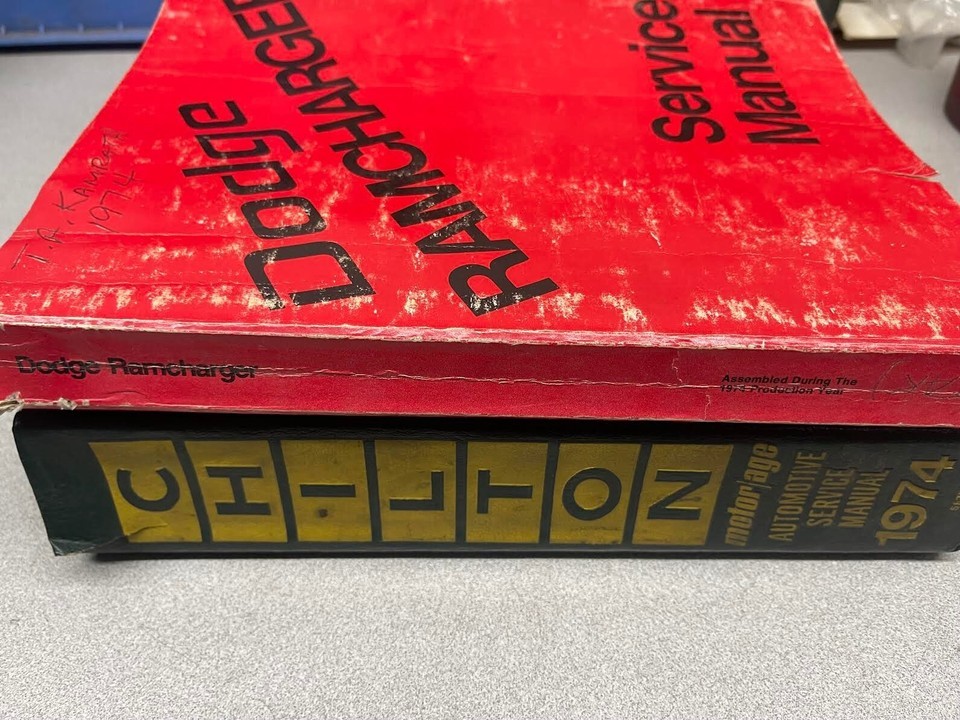 Dodge
RAMCHARGER
Service
Manual
T.A. KAMRATH
1974
Dodge Ramcharger
Assembled During The
1974 Production Year
CHILTON
motor/age
AUTOMOTIVE
SERVICE
MANUAL
1974